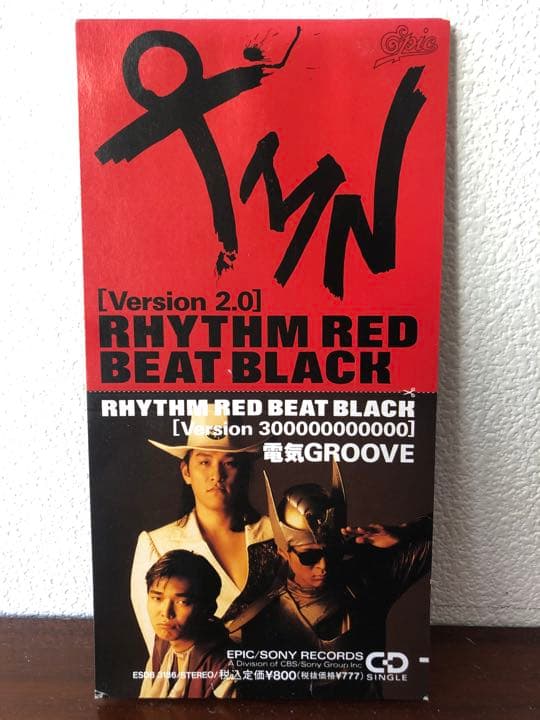 Epic
TMN
[Version 2.0]
RHYTHM RED
BEAT BLACK
RHYTHM RED BEAT BLACK
[Version 300000000000]
電気GROOVE
EPIC/SONY RECORDS
A Division of CBS/Sony Group Inc
CD
SINGLE
ESDB 3186/STEREO/税込定価¥800(税抜価格¥777)